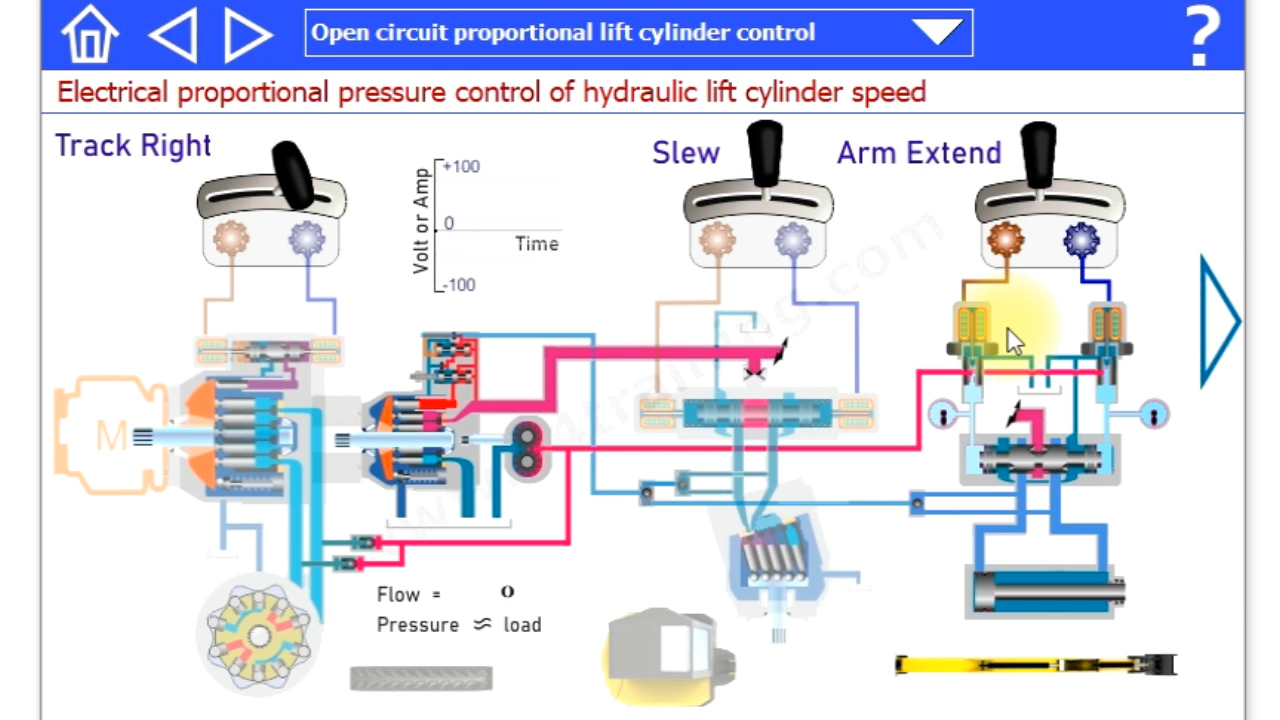 Open circuit proportional lift cylinder control
?
Electrical proportional pressure control of hydraulic lift cylinder speed
Track Right
Slew
Arm Extend
+100
Volt or Amp
0
Time
-100
M
Flow = 0
Pressure ≈ load